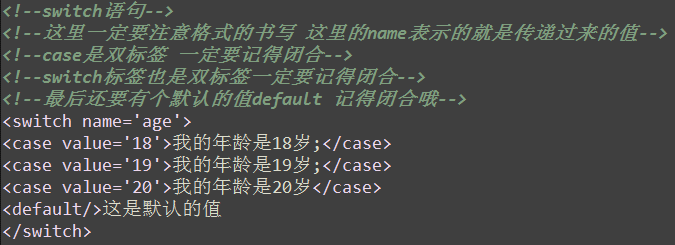 <!--switch语句-->
<!--这里一定要注意格式的书写 这里的name表示的就是传递过来的值-->
<!--case是双标签 一定要记得闭合-->
<!--switch标签也是双标签一定要记得闭合-->
<!--最后还要有个默认的值default 记得闭合哦-->
<switch name='age'>
<case value='18'>我的年龄是18岁;</case>
<case value='19'>我的年龄是19岁;</case>
<case value='20'>我的年龄是20岁</case>
<default/>这是默认的值
</switch>